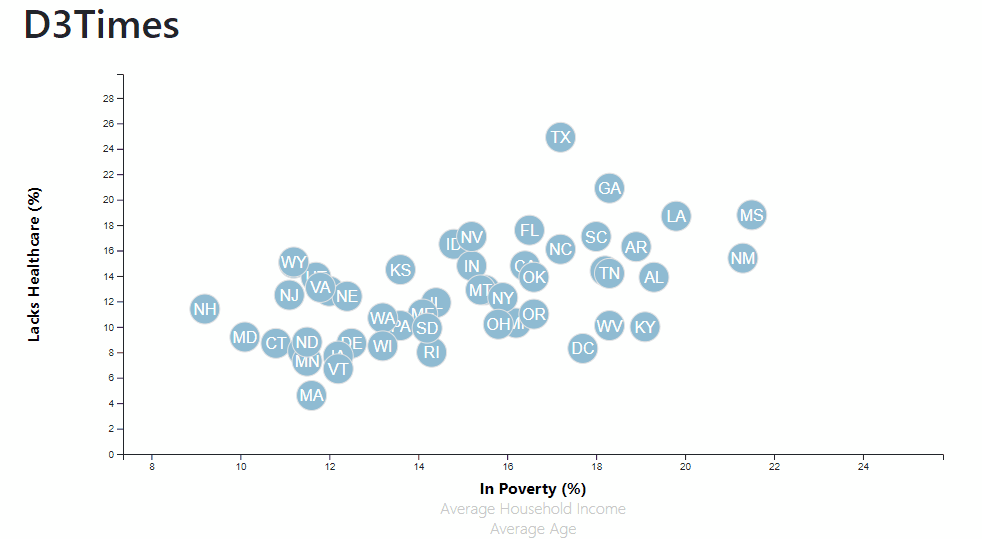 D3Times
28
26
24
22
20
18
16
14
12
10
8
6
4
2
0
Lacks Healthcare (%)
TX
GA
LA
MS
FL
SC
NC
AR
NM
NV
IN
OK
TN
AL
WY
KS
VA
NE
NJ
NH
MT
NY
OR
OH
WV
KY
DC
WA
PA
SD
RI
WI
MD
CT
ND
DE
MN
VT
MA
8
10
12
14
16
18
20
22
24
In Poverty (%)
Average Household Income
Average Age